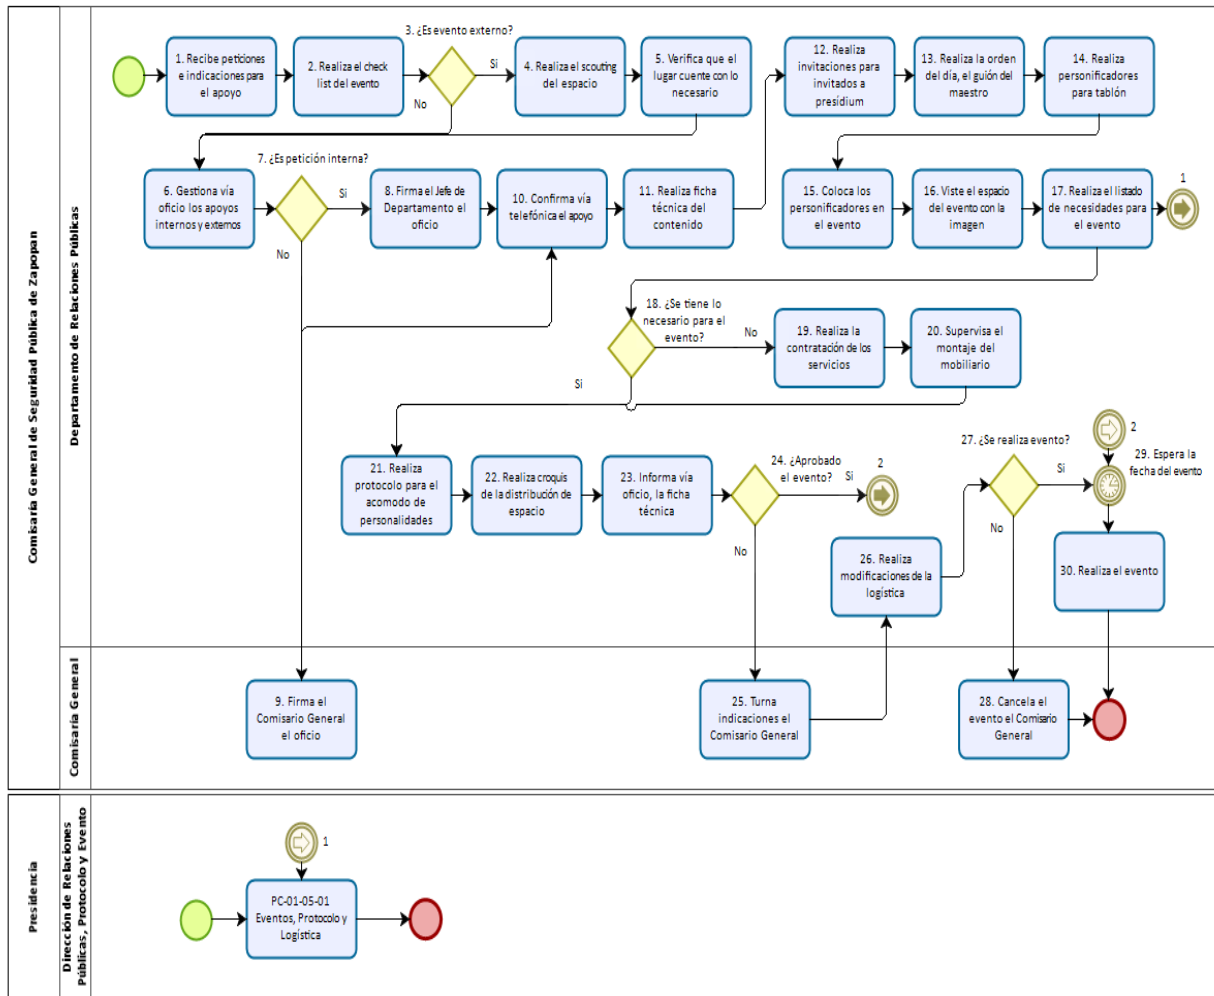 Comisaría General de Seguridad Pública de Zapopan
Departamento de Relaciones Públicas
1. Recibe peticiones
e indicaciones para
el apoyo
2. Realiza el check
list del evento
3. ¿Es evento externo?
Si
No
4. Realiza el scouting
del espacio
5. Verifica que el
lugar cuente con lo
necesario
12. Realiza
invitaciones para
invitados a
presídium
13. Realiza la orden
del día, el guión del
maestro
14. Realiza
personificadores
para tablón
6. Gestiona vía
oficio los apoyos
internos y externos
7. ¿Es petición interna?
Si
No
8. Firma el Jefe de
Departamento el
oficio
10. Confirma vía
telefónica el apoyo
11. Realiza ficha
técnica del
contenido
15. Coloca los
personificadores en
el evento
16. Viste el espacio
del evento con la
imagen
17. Realiza el listado
de necesidades para
el evento
1
18. ¿Se tiene lo
necesario para el
evento?
No
Si
19. Realiza la
contratación de los
servicios
20. Supervisa el
montaje del
mobiliario
21. Realiza
protocolo para el
acomodo de
personalidades
22. Realiza croquis
de la distribución de
espacio
23. Informa vía
oficio, la ficha
técnica
24. ¿Aprobado
el evento?
Si
No
2
26. Realiza
modificaciones de la
logística
27. ¿Se realiza evento?
Si
No
2
29. Espera la
fecha del evento
30. Realiza el evento
Comisaría General
9. Firma el
Comisario General
el oficio
25. Turna
indicaciones el
Comisario General
28. Cancela el
evento el Comisario
General
Presidencia
Dirección de Relaciones
Públicas, Protocolo y Evento
1
PC-01-05-01
Eventos, Protocolo y
Logística